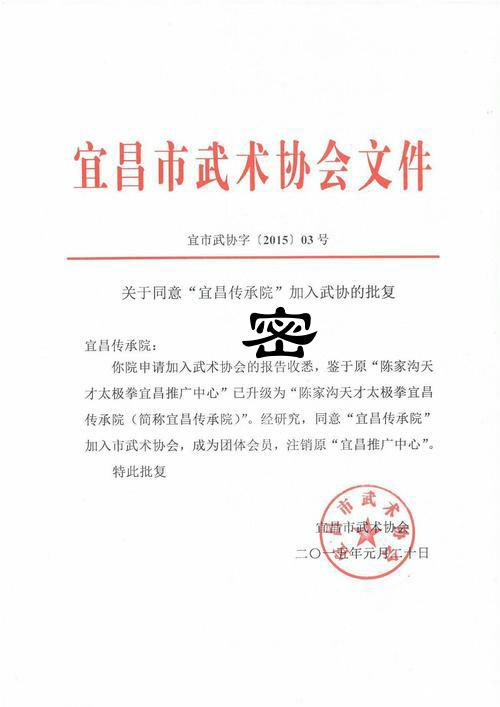 宜昌市武术协会文件
宜市武协字〔2015〕03 号
关于同意“宜昌传承院”加入武协的批复
密
宜昌传承院：
你院申请加入武术协会的报告收悉，鉴于原“陈家沟天
才太极拳宜昌推广中心”已升级为“陈家沟天才太极拳宜昌
传承院（简称宜昌传承院）”。经研究，同意“宜昌传承院”
加入市武术协会，成为团体会员，注销原“宜昌推广中心”。
特此批复
宜昌市武术协会
宜昌市武术协会
二〇一五年元月二十日